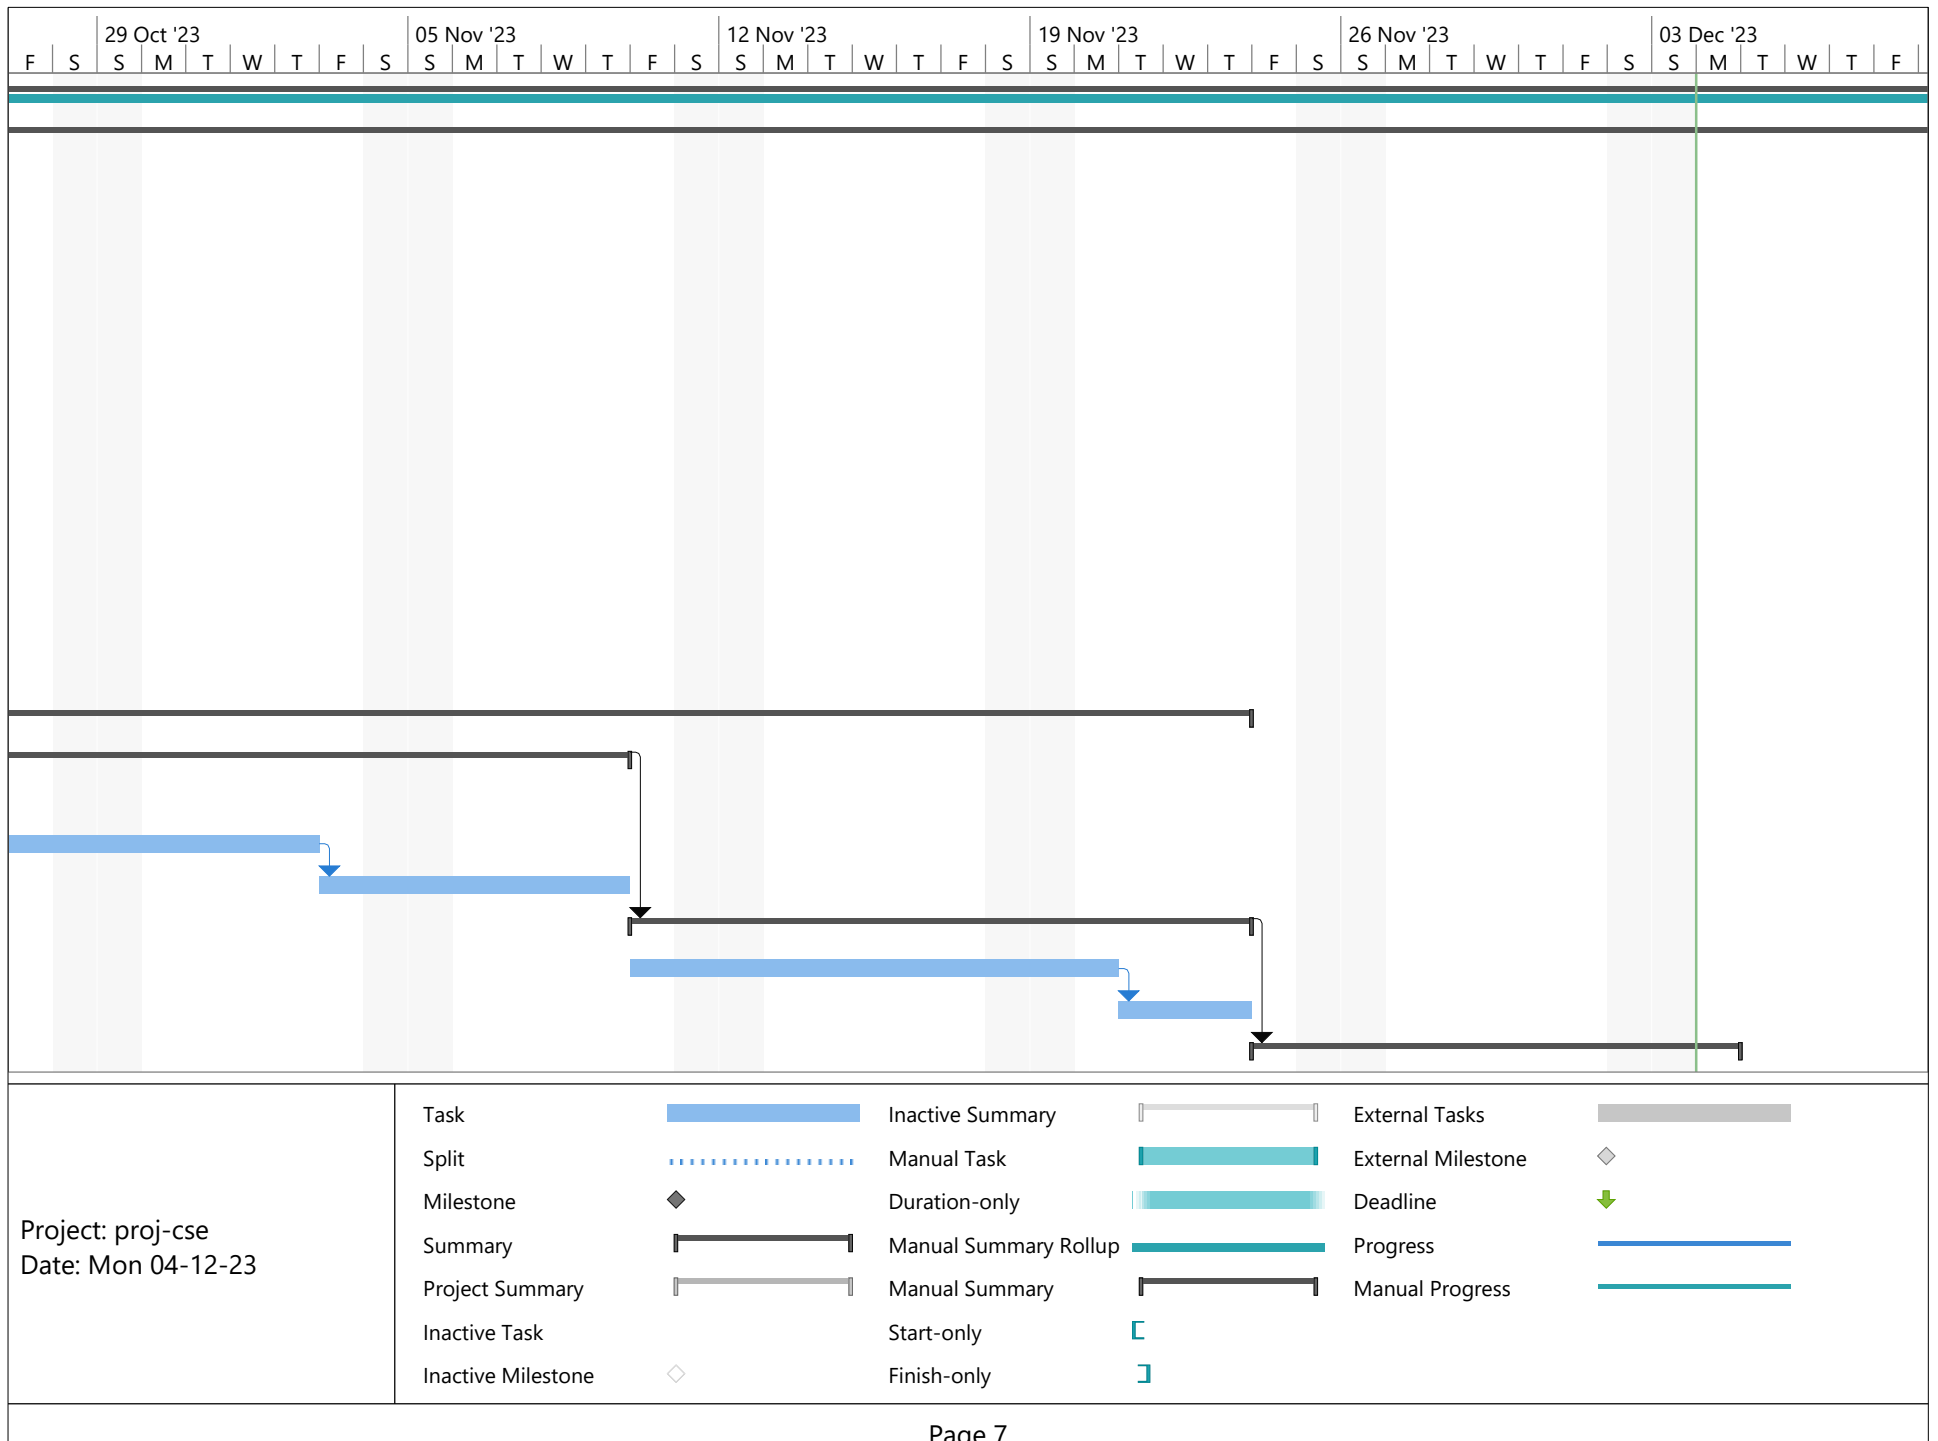 29 Oct '23 05 Nov '23 12 Nov '23 19 Nov '23 26 Nov '23 03 Dec '23
F S S M T W T F S S M T W T F S S M T W T F S S M T W T F S S M T W T F S S M T W T F
Task Inactive Summary External Tasks
Split Manual Task External Milestone
Milestone Duration-only Deadline
Summary Manual Summary Rollup Progress
Project Summary Manual Summary Manual Progress
Inactive Task Start-only
Inactive Milestone Finish-only
Project: proj-cse
Date: Mon 04-12-23
Page 7